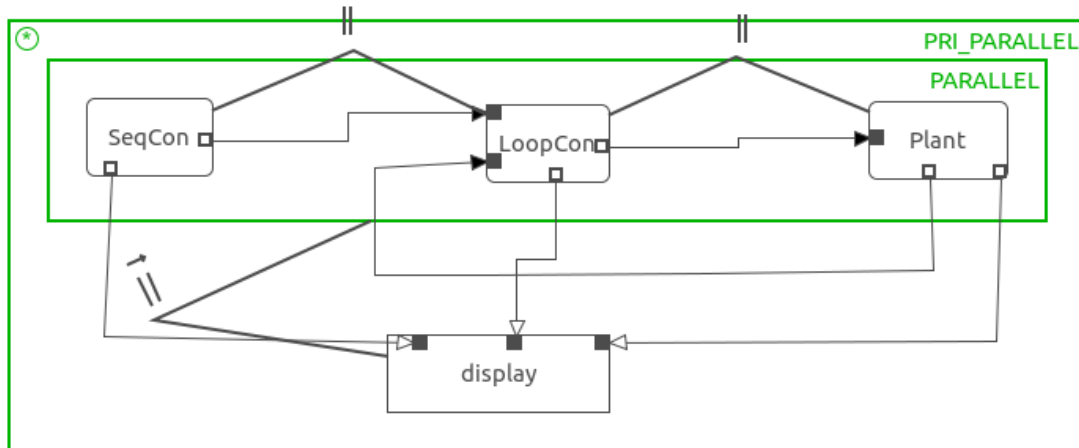 PRI_PARALLEL
PARALLEL
SeqCon
LoopCon
Plant
display